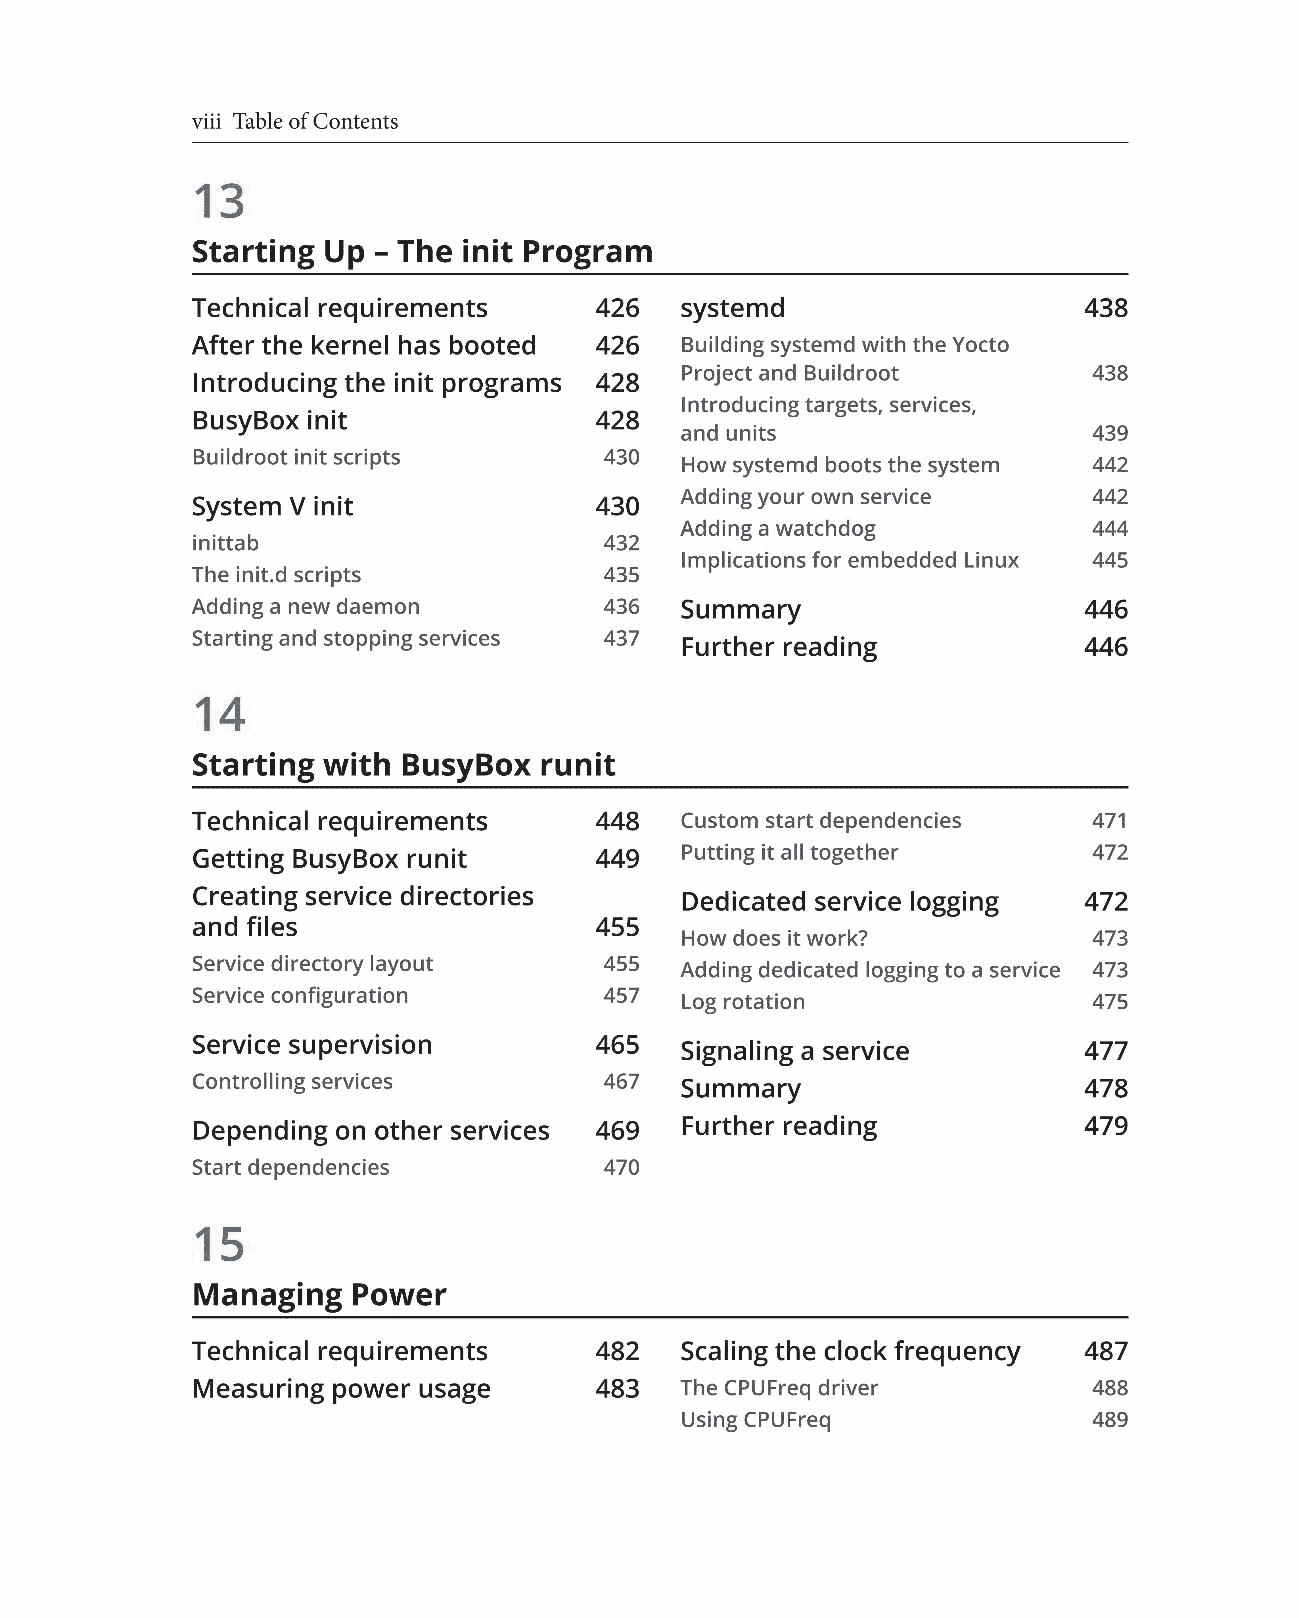 viii Table of Contents
13
Starting Up – The init Program
Technical requirements 426
After the kernel has booted 426
Introducing the init programs 428
BusyBox init 428
Buildroot init scripts 430
System V init 430
inittab 432
The init.d scripts 435
Adding a new daemon 436
Starting and stopping services 437
systemd 438
Building systemd with the Yocto
Project and Buildroot 438
Introducing targets, services,
and units 439
How systemd boots the system 442
Adding your own service 442
Adding a watchdog 444
Implications for embedded Linux 445
Summary 446
Further reading 446
14
Starting with BusyBox runit
Technical requirements 448
Getting BusyBox runit 449
Creating service directories
and files 455
Service directory layout 455
Service configuration 457
Service supervision 465
Controlling services 467
Depending on other services 469
Start dependencies 470
Custom start dependencies 471
Putting it all together 472
Dedicated service logging 472
How does it work? 473
Adding dedicated logging to a service 473
Log rotation 475
Signaling a service 477
Summary 478
Further reading 479
15
Managing Power
Technical requirements 482
Measuring power usage 483
Scaling the clock frequency 487
The CPUFreq driver 488
Using CPUFreq 489